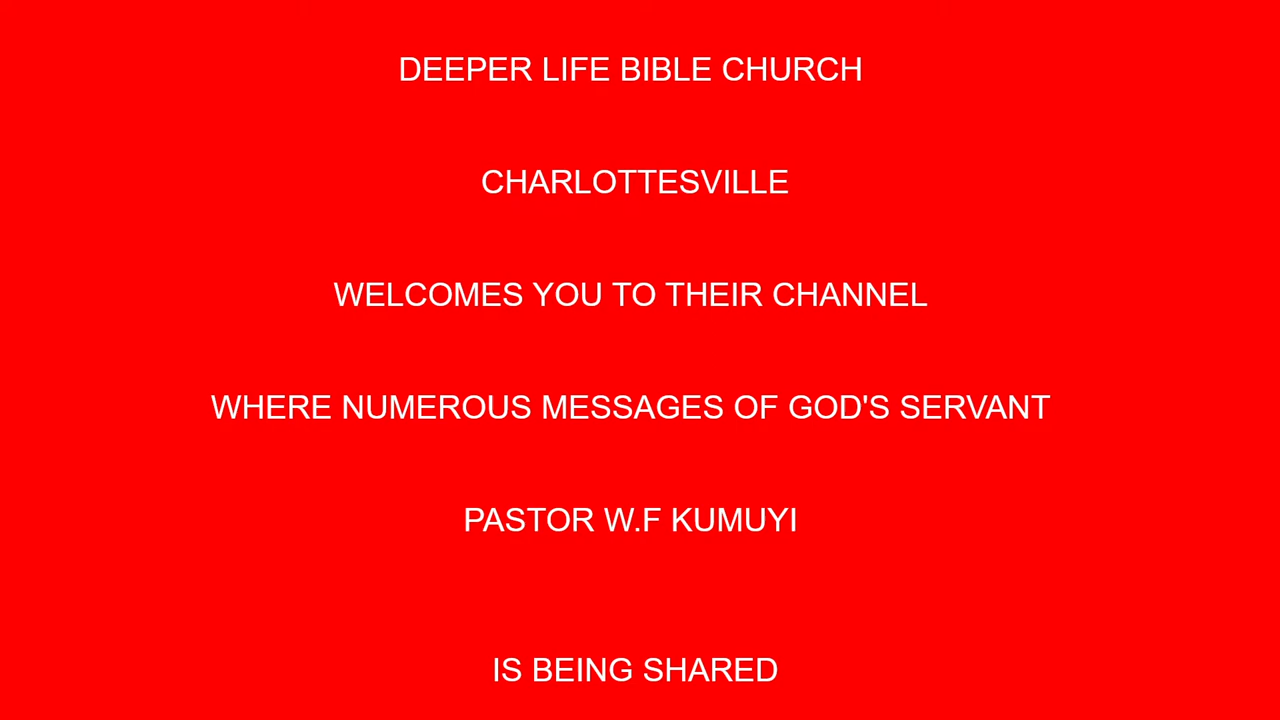 DEEPER LIFE BIBLE CHURCH
CHARLOTTESVILLE
WELCOMES YOU TO THEIR CHANNEL
WHERE NUMEROUS MESSAGES OF GOD'S SERVANT
PASTOR W.F KUMUYI
IS BEING SHARED